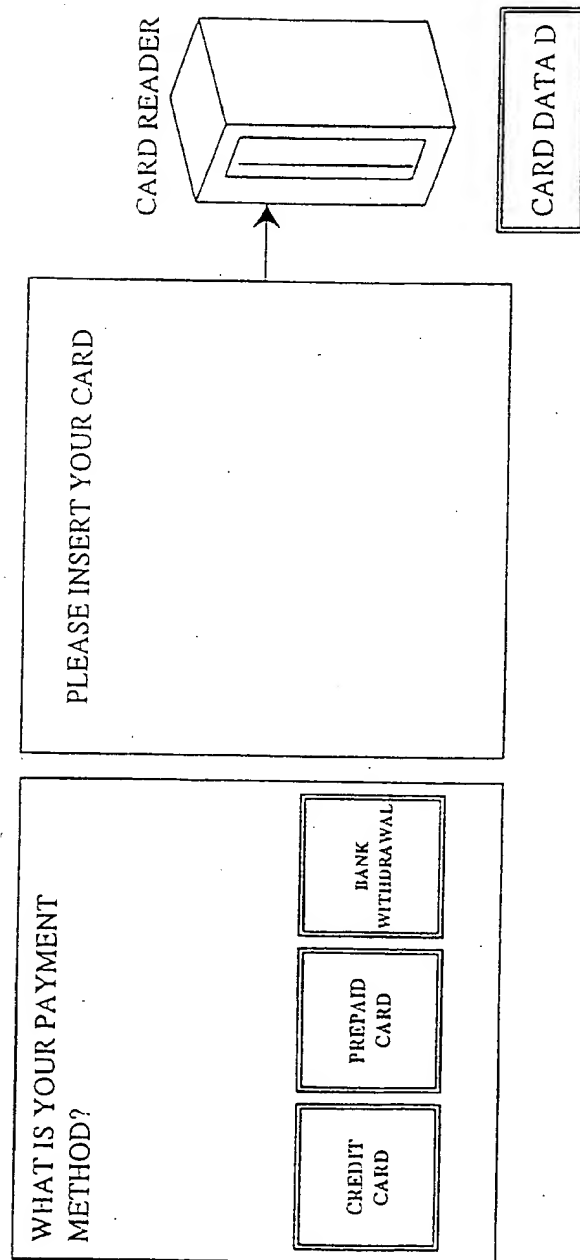 WHAT IS YOUR PAYMENT
METHOD?
CREDIT
CARD
PREPAID
CARD
BANK
WITHDRAWAL
PLEASE INSERT YOUR CARD
CARD READER
CARD DATA D